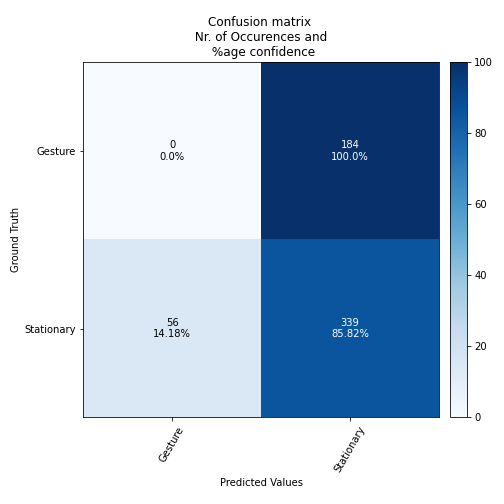 Confusion matrix
Nr. of Occurences and
%age confidence
100
80
60
40
20
0
Ground Truth
Gesture
0
0.0%
184
100.0%
Stationary
56
14.18%
339
85.82%
Gesture
Stationary
Predicted Values